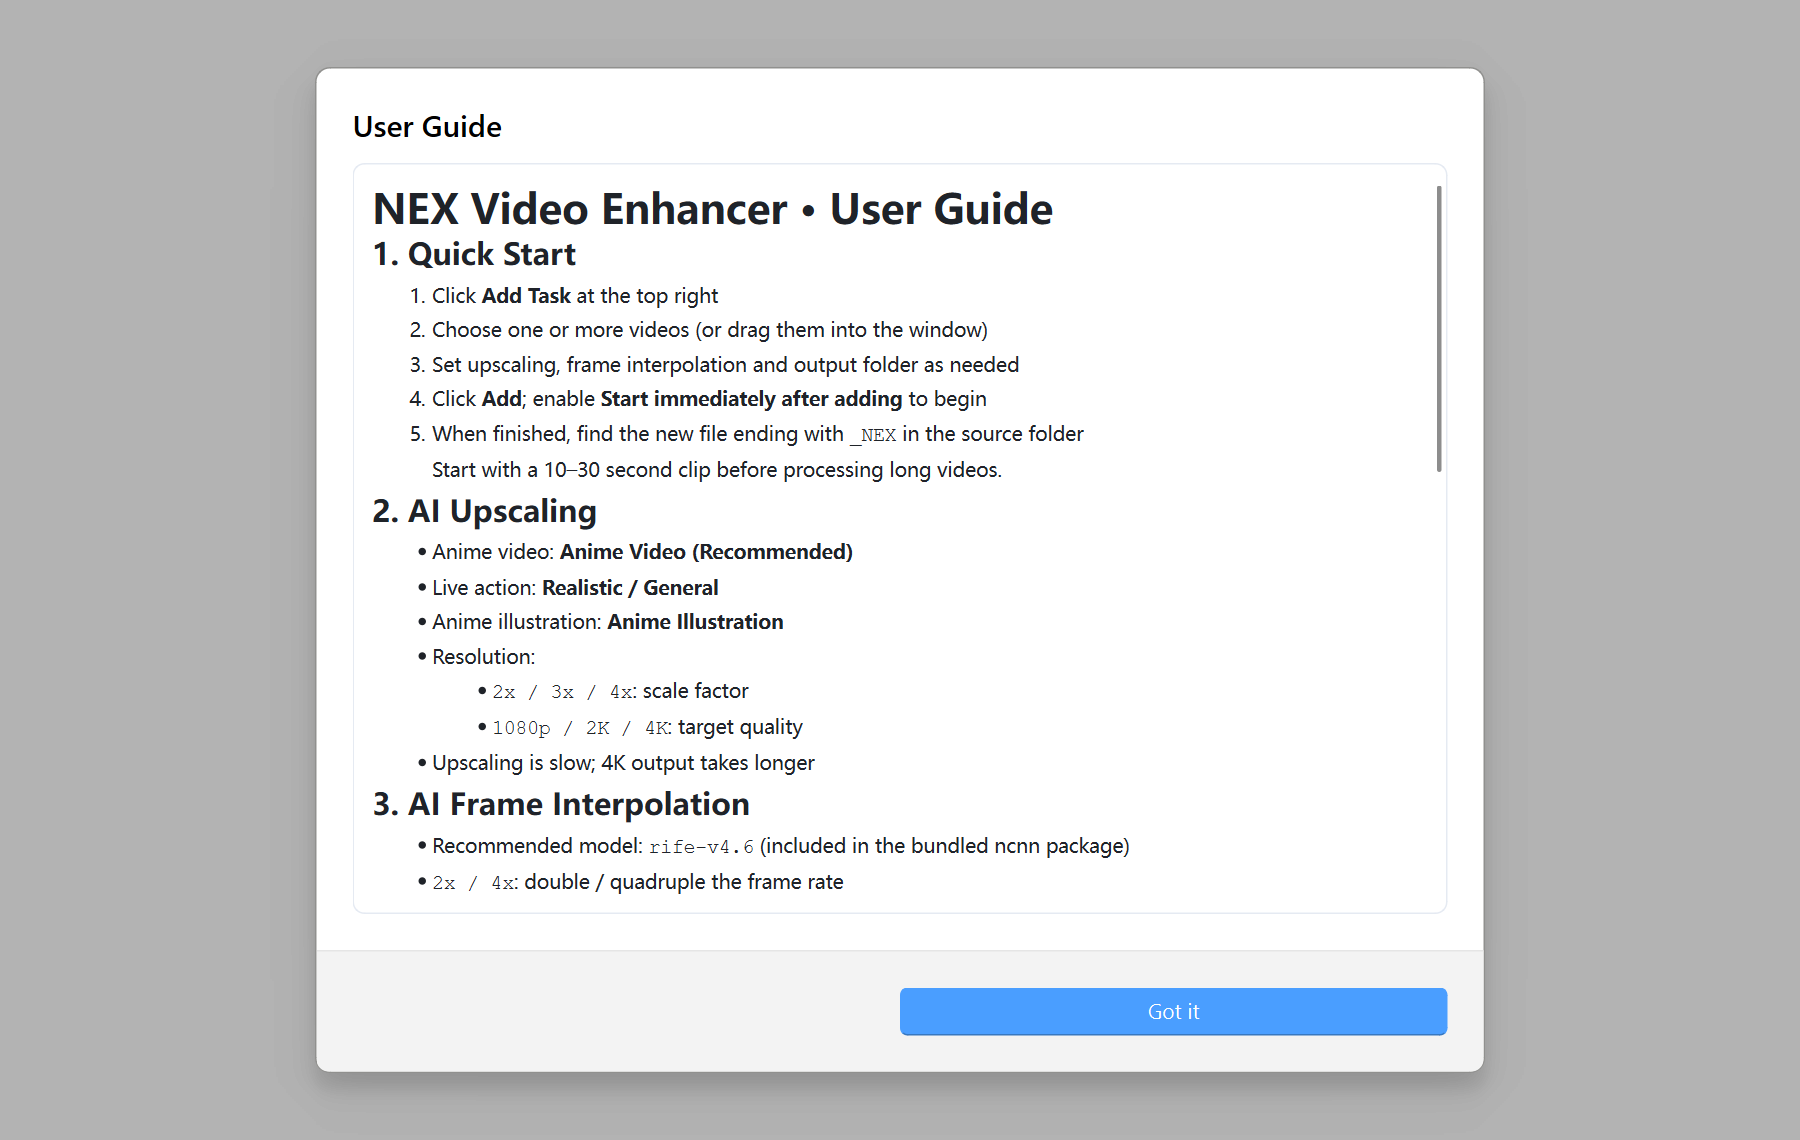 User Guide
NEX Video Enhancer • User Guide
1. Quick Start
1. Click Add Task at the top right
2. Choose one or more videos (or drag them into the window)
3. Set upscaling, frame interpolation and output folder as needed
4. Click Add; enable Start immediately after adding to begin
5. When finished, find the new file ending with _NEX in the source folder
Start with a 10–30 second clip before processing long videos.
2. AI Upscaling
• Anime video: Anime Video (Recommended)
• Live action: Realistic / General
• Anime illustration: Anime Illustration
• Resolution:
• 2x / 3x / 4x: scale factor
• 1080p / 2K / 4K: target quality
• Upscaling is slow; 4K output takes longer
3. AI Frame Interpolation
• Recommended model: rife-v4.6 (included in the bundled ncnn package)
• 2x / 4x: double / quadruple the frame rate
Got it